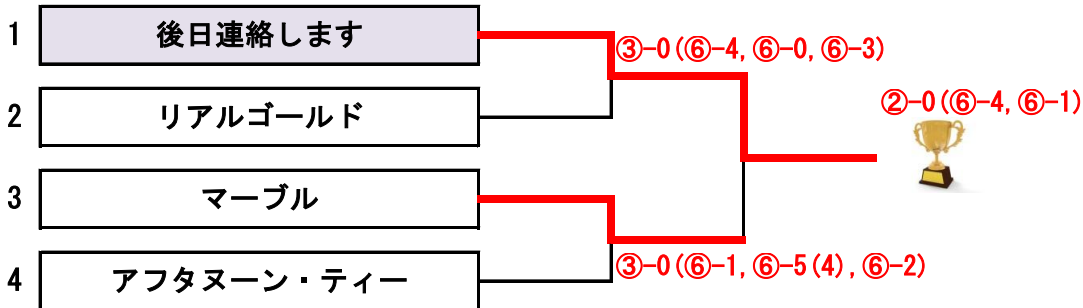 1 後日連絡します
③-0(⑥-4, ⑥-0, ⑥-3)
2 リアルゴールド
②-0(⑥-4, ⑥-1)
3 マーブル
4 アフタヌーン・ティー
③-0(⑥-1, ⑥-5(4), ⑥-2)